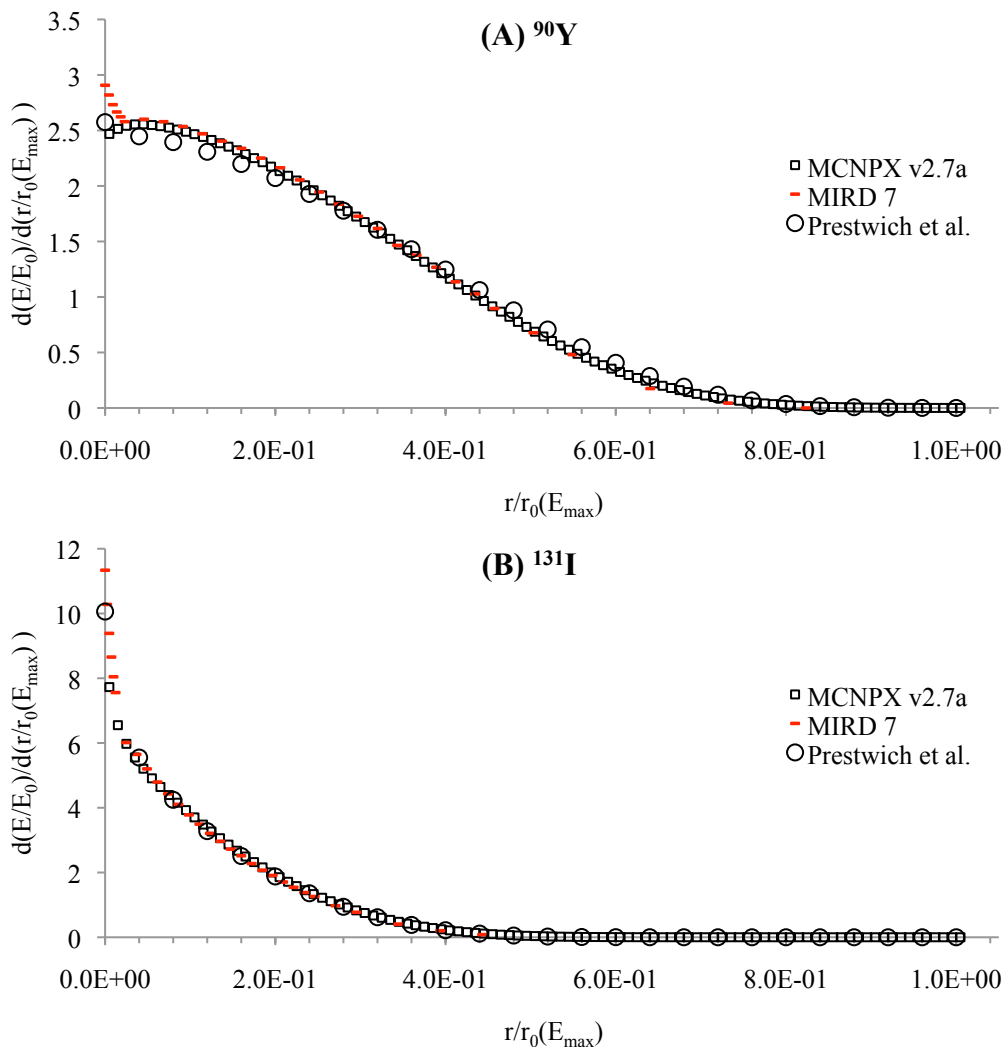 (A) ⁹⁰Y
d(E/E₀)/d(r/r₀(Eₘₐₓ) )
3.5
3
2.5
2
1.5
1
0.5
0
MCNPX v2.7a
MIRD 7
Prestwich et al.
0.0E+00 2.0E-01 4.0E-01 6.0E-01 8.0E-01 1.0E+00
r/r₀(Eₘₐₓ)
(B) ¹³¹I
d(E/E₀)/d(r/r₀(Eₘₐₓ) )
12
10
8
6
4
2
0
MCNPX v2.7a
MIRD 7
Prestwich et al.
0.0E+00 2.0E-01 4.0E-01 6.0E-01 8.0E-01 1.0E+00
r/r₀(Eₘₐₓ)